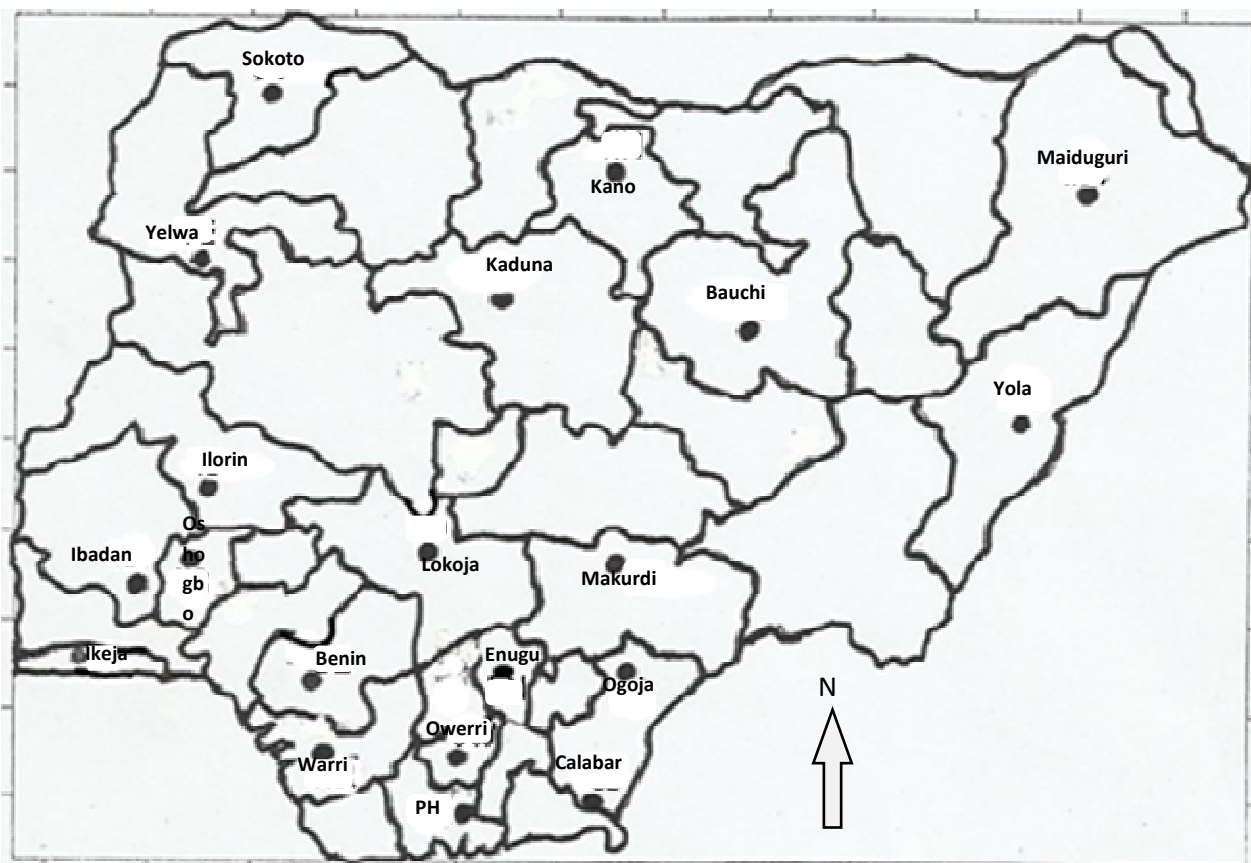 Sokoto
Maiduguri
Kano
Yelwa
Kaduna
Bauchi
Yola
Ilorin
Os
ho
gb
o
Ibadan
Lokoja
Makurdi
Ikeja
Benin
Enugu
Ogoja
N
Owerri
Warri
Calabar
PH